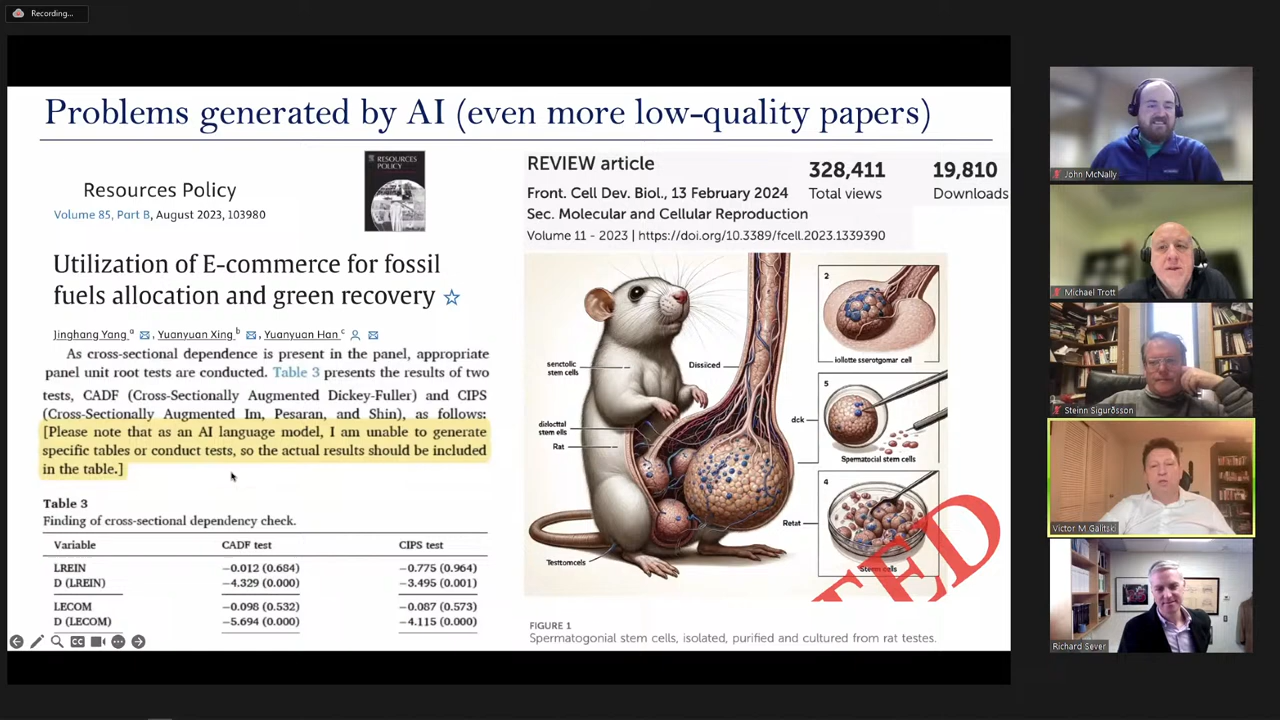 Recording...
Problems generated by AI (even more low-quality papers)
Resources Policy
Volume 85, Part B, August 2023, 103980
RESOURCES
POLICY
Utilization of E-commerce for fossil
fuels allocation and green recovery
Jinghang Yang a, Yuanyuan Xing b, Yuanyuan Han c
As cross-sectional dependence is present in the panel, appropriate
panel unit root tests are conducted. Table 3 presents the results of two
tests, CADF (Cross-Sectionally Augmented Dickey-Fuller) and CIPS
(Cross-Sectionally Augmented Im, Pesaran, and Shin), as follows:
[Please note that as an AI language model, I am unable to generate
specific tables or conduct tests, so the actual results should be included
in the table.]
Table 3
Finding of cross-sectional dependency check.
Variable CADF test CIPS test
LREIN −0.012 (0.684) −0.775 (0.964)
D (LREIN) −4.329 (0.000) −3.495 (0.001)
LECOM −0.098 (0.532) −0.087 (0.573)
D (LECOM) −5.694 (0.000) −4.115 (0.000)
CC
REVIEW article
328,411
Total views
19,810
Downloads
Front. Cell Dev. Biol., 13 February 2024
Sec. Molecular and Cellular Reproduction
Volume 11 - 2023 | https://doi.org/10.3389/fcell.2023.1339390
senctolic
stem cells
Dissiced
dislocttal
stem ells
Rat
Testtomcels
2
iollotte sserotgomar cell
5
dck
Spermatocial stem cells
4
Retat
Stem cells
TED
FIGURE 1
Spermatogonial stem cells, isolated, purified and cultured from rat testes.
John McNally
Michael Trott
Steinn Sigurðsson
Victor M Galitski
Richard Sever